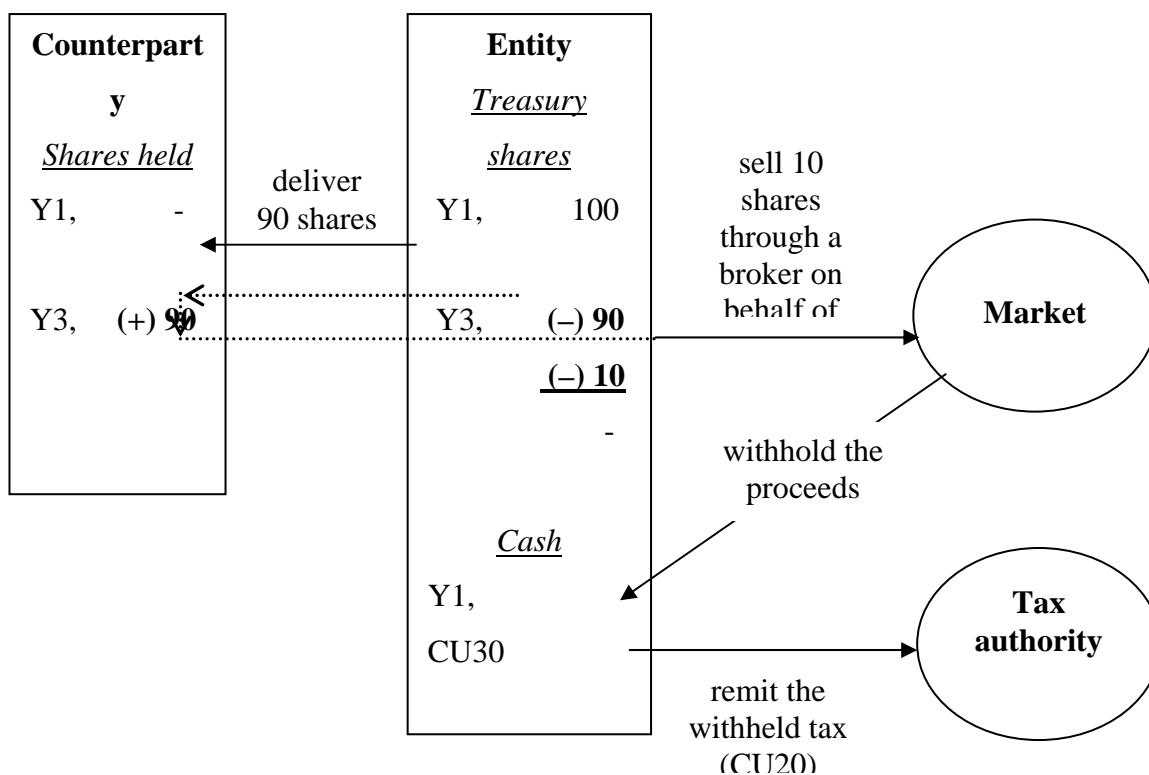 Counterpart
y
Shares held
Y1, -
Y3, (+) 90
deliver
90 shares
Entity
Treasury
shares
Y1, 100
Y3, (–) 90
(–) 10
-
Cash
Y1,
CU30
sell 10
shares
through a
broker on
behalf of
Market
withhold the
proceeds
Tax
authority
remit the
withheld tax
(CU20)